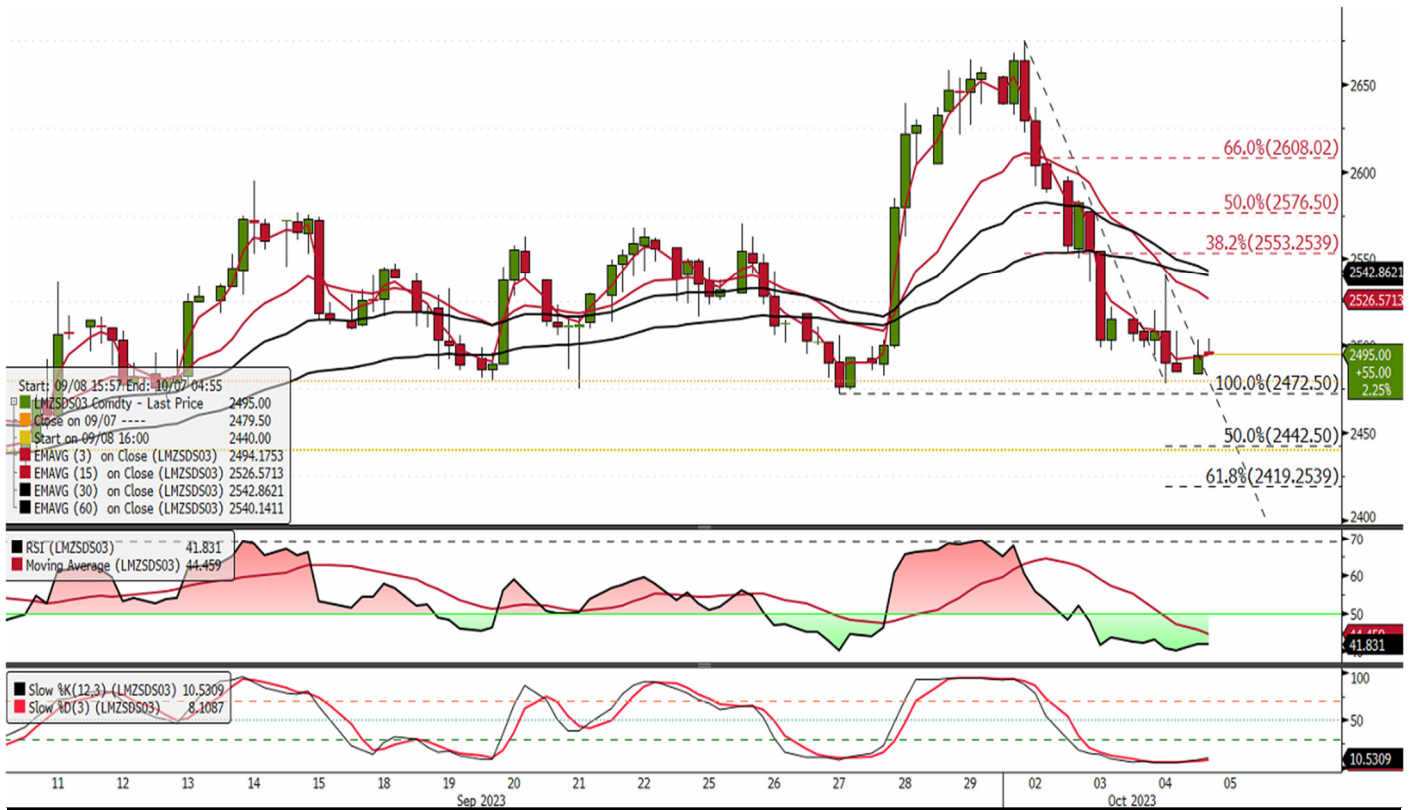 2650
66.0%(2608.02)
2600
50.0%(2576.50)
38.2%(2553.2539)
2550
2542.8621
2526.5713
2500
2495.00
+55.00
2.25%
100.0%(2472.50)
2450
50.0%(2442.50)
61.8%(2419.2539)
2400
Start: 09/08 15:57 End: 10/07 04:55
LMZSDS03 Comdty - Last Price 2495.00
Close on 09/07 ---- 2479.50
Start on 09/08 16:00 2440.00
EMAVG (3) on Close (LMZSDS03) 2494.1753
EMAVG (15) on Close (LMZSDS03) 2526.5713
EMAVG (30) on Close (LMZSDS03) 2542.8621
EMAVG (60) on Close (LMZSDS03) 2540.1411
RSI (LMZSDS03) 41.831
Moving Average (LMZSDS03) 44.459
70
60
50
44.459
41.831
Slow %K(12,3) (LMZSDS03) 10.5309
Slow %D(3) (LMZSDS03) 8.1087
100
50
10.5309
11 12 13 14 15 18 19 20 21 22 25 26 27 28 29 02 03 04 05
Sep 2023 Oct 2023